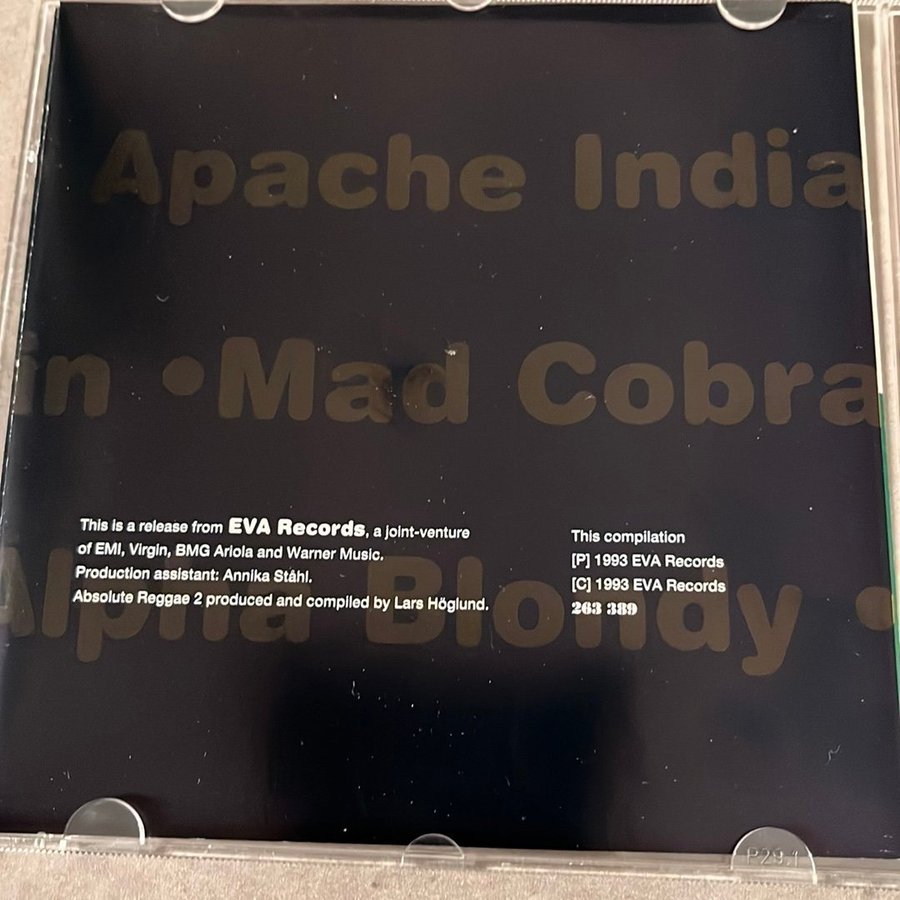 Apache India
in • Mad Cobra
Alpha Blondy •
This is a release from EVA Records, a joint-venture
of EMI, Virgin, BMG Ariola and Warner Music.
Production assistant: Annika Ståhl.
Absolute Reggae 2 produced and compiled by Lars Höglund.
This compilation
[P] 1993 EVA Records
[C] 1993 EVA Records
263 389
P29.1